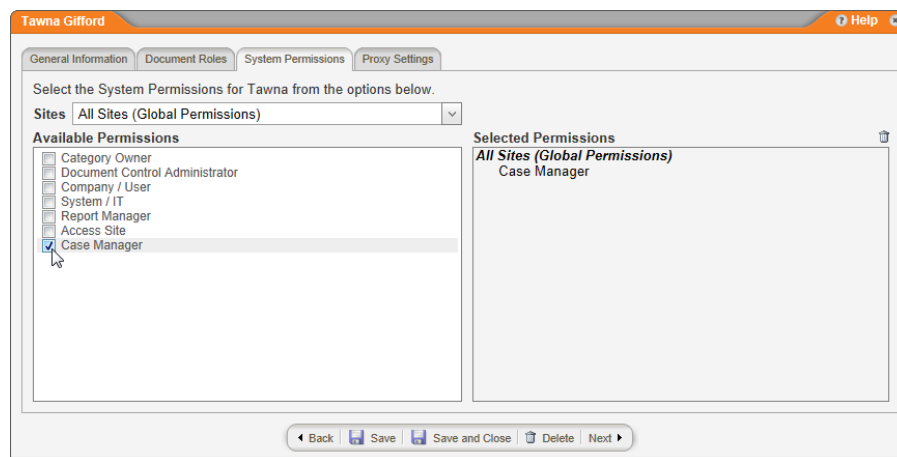 Tawna Gifford
Help
General Information Document Roles System Permissions Proxy Settings
Select the System Permissions for Tawna from the options below.
Sites All Sites (Global Permissions)
Available Permissions
Category Owner
Document Control Administrator
Company / User
System / IT
Report Manager
Access Site
Case Manager
Selected Permissions
All Sites (Global Permissions)
Case Manager
Back Save Save and Close Delete Next